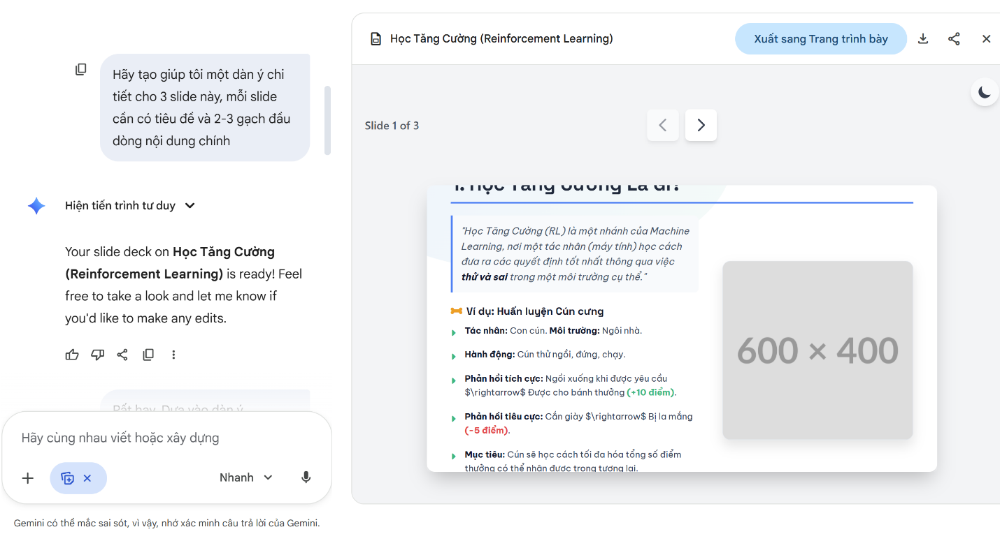 Hãy tạo giúp tôi một dàn ý chi
tiết cho 3 slide này, mỗi slide
cần có tiêu đề và 2-3 gạch đầu
dòng nội dung chính
Hiện tiến trình tư duy
Your slide deck on Học Tăng Cường
(Reinforcement Learning) is ready! Feel
free to take a look and let me know if
you'd like to make any edits.
Rất hay. Dựa vào dàn ý
Hãy cùng nhau viết hoặc xây dựng
Nhanh
Gemini có thể mắc sai sót, vì vậy, nhớ xác minh câu trả lời của Gemini.
Học Tăng Cường (Reinforcement Learning)
Xuất sang Trang trình bày
Slide 1 of 3
1. Học Tăng Cường Là Gì?
"Học Tăng Cường (RL) là một nhánh của Machine
Learning, nơi một tác nhân (máy tính) học cách
đưa ra các quyết định tốt nhất thông qua việc
thử và sai trong một môi trường cụ thể."
Ví dụ: Huấn luyện Cún cưng
Tác nhân: Con cún. Môi trường: Ngôi nhà.
Hành động: Cún thử ngồi, đứng, chạy.
Phản hồi tích cực: Ngồi xuống khi được yêu cầu
$\rightarrow$ Được cho bánh thưởng (+10 điểm).
Phản hồi tiêu cực: Cắn giày $\rightarrow$ Bị la mắng
(-5 điểm).
Mục tiêu: Cún sẽ học cách tối đa hóa tổng số điểm
thưởng có thể nhận được trong tương lai.
600 × 400